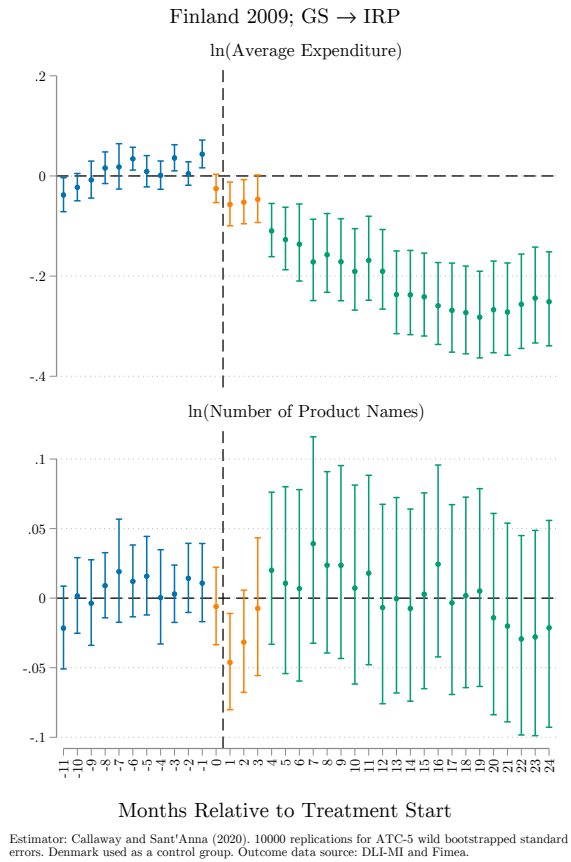 Finland 2009; GS → IRP
ln(Average Expenditure)
.2
0
-.2
-.4
ln(Number of Product Names)
.1
.05
0
-.05
-.1
-11 -10 -9 -8 -7 -6 -5 -4 -3 -2 -1 0 1 2 3 4 5 6 7 8 9 10 11 12 13 14 15 16 17 18 19 20 21 22 23 24
Months Relative to Treatment Start
Estimator: Callaway and Sant'Anna (2020). 10000 replications for ATC-5 wild bootstrapped standard
errors. Denmark used as a control group. Outcome data source: DLI-MI and Fimea.